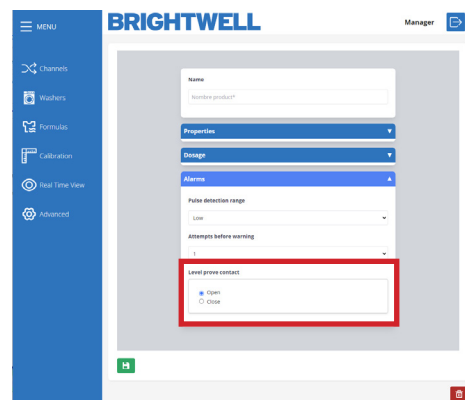 MENU
BRIGHTWELL
Manager
Channels
Washers
Formulas
Calibration
Real Time View
Advanced
Name
Nombre product*
Properties
Dosage
Alarms
Pulse detection range
Low
Attempts before warning
1
Level prove contact
Open
Close